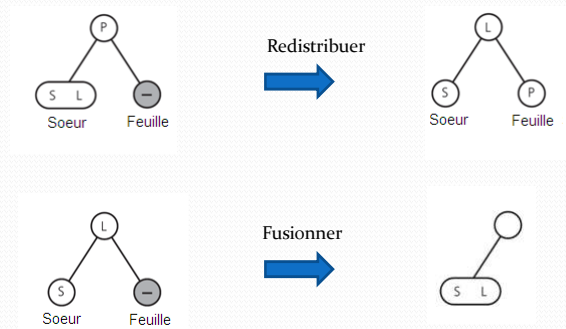 P
S L
–
Soeur Feuille
Redistribuer
L
S P
Soeur Feuille
L
S
–
Soeur Feuille
Fusionner
S L